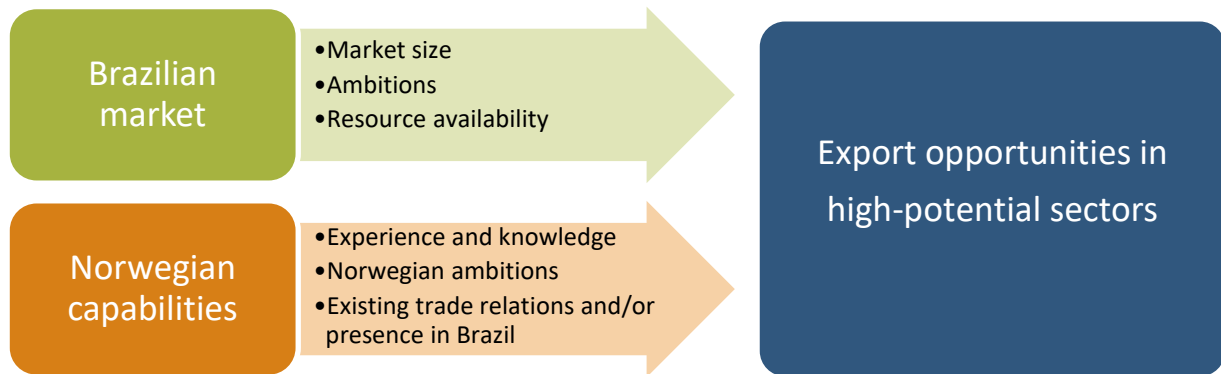 Brazilian
market
•Market size
•Ambitions
•Resource availability
Norwegian
capabilities
•Experience and knowledge
•Norwegian ambitions
•Existing trade relations and/or
presence in Brazil
Export opportunities in
high-potential sectors